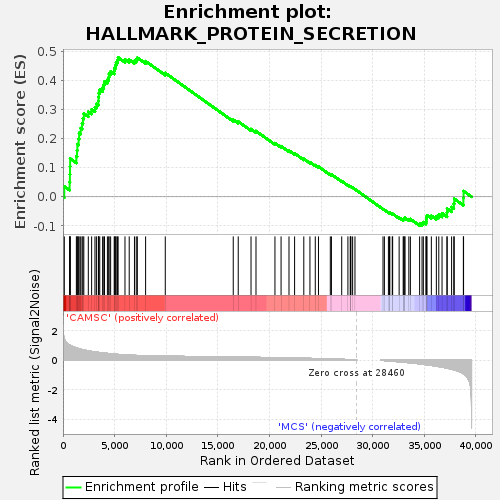 Enrichment plot:
HALLMARK_PROTEIN_SECRETION
Enrichment score (ES)
0.5
0.4
0.3
0.2
0.1
0.0
-0.1
'CAMSC' (positively correlated)
Ranked list metric (Signal2Noise)
2
0
-2
-4
Zero cross at 28460
'MCS' (negatively correlated)
0
5,000
10,000
15,000
20,000
25,000
30,000
35,000
40,000
Rank in Ordered Dataset
Enrichment profile
Hits
Ranking metric scores